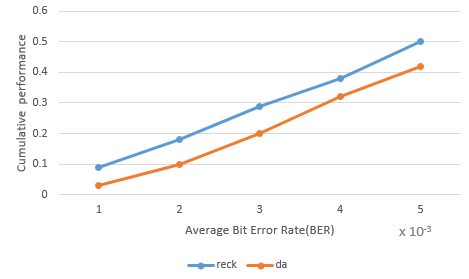 0.6
0.5
0.4
0.3
0.2
0.1
0
Cumulative performance
1 2 3 4 5
Average Bit Error Rate(BER) x 10⁻³
reck da